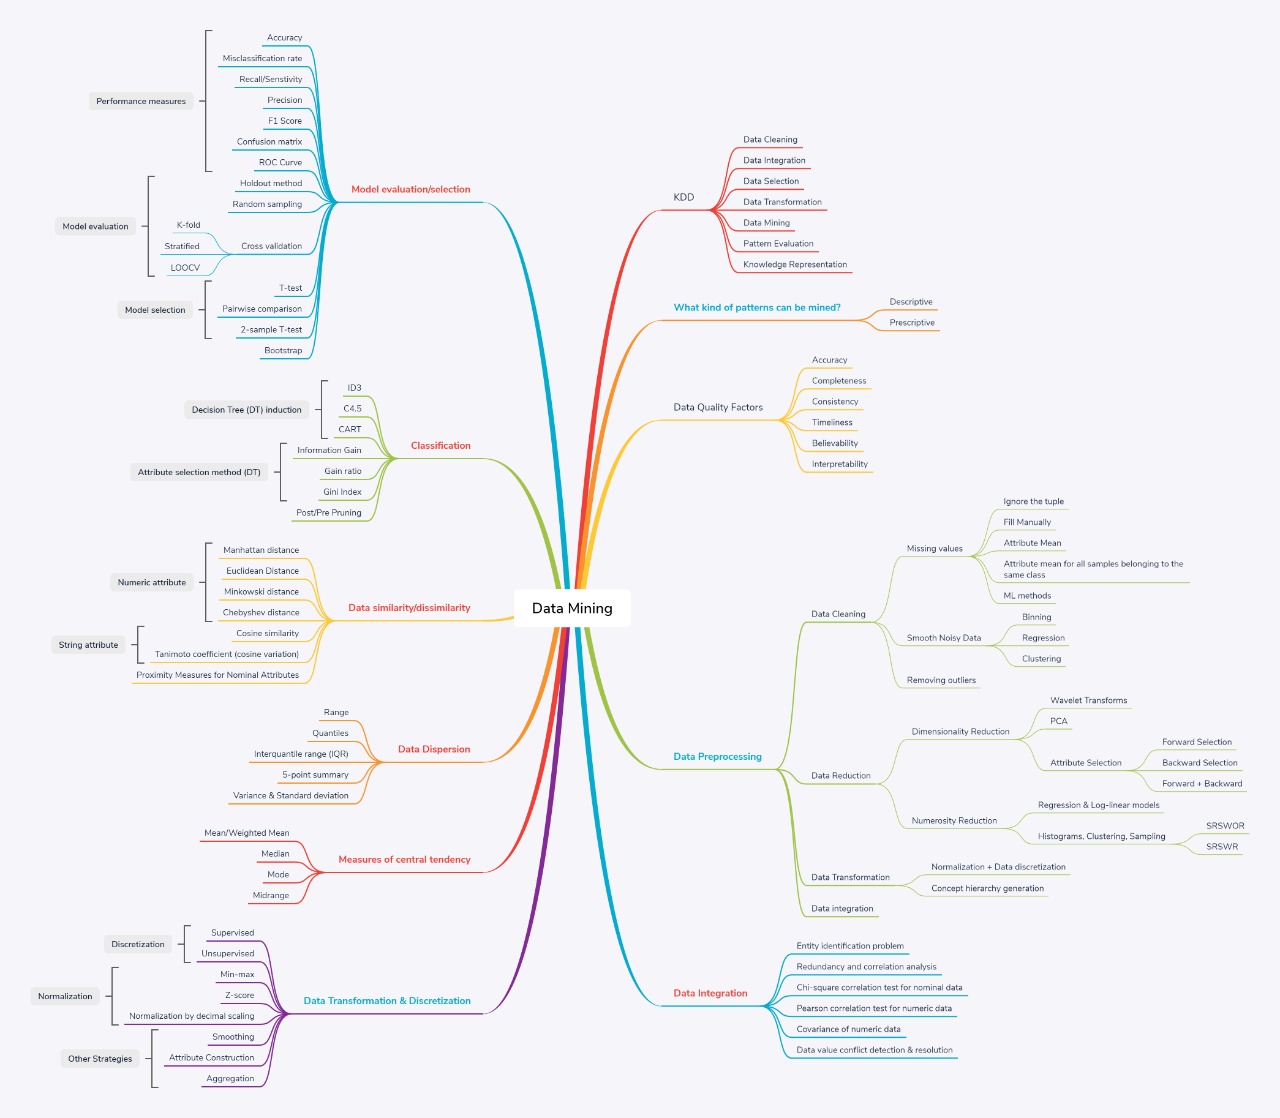 Data Mining
Model evaluation/selection
Performance measures
Accuracy
Misclassification rate
Recall/Senstivity
Precision
F1 Score
Confusion matrix
ROC Curve
Model evaluation
Holdout method
Random sampling
Cross validation
K-fold
Stratified
LOOCV
Model selection
T-test
Pairwise comparison
2-sample T-test
Bootstrap
Classification
Decision Tree (DT) induction
ID3
C4.5
CART
Attribute selection method (DT)
Information Gain
Gain ratio
Gini Index
Post/Pre Pruning
Data similarity/dissimilarity
Numeric attribute
Manhattan distance
Euclidean Distance
Minkowski distance
Chebyshev distance
String attribute
Cosine similarity
Tanimoto coefficient (cosine variation)
Proximity Measures for Nominal Attributes
Data Dispersion
Range
Quantiles
Interquantile range (IQR)
5-point summary
Variance & Standard deviation
Measures of central tendency
Mean/Weighted Mean
Median
Mode
Midrange
Data Transformation & Discretization
Discretization
Supervised
Unsupervised
Normalization
Min-max
Z-score
Normalization by decimal scaling
Other Strategies
Smoothing
Attribute Construction
Aggregation
KDD
Data Cleaning
Data Integration
Data Selection
Data Transformation
Data Mining
Pattern Evaluation
Knowledge Representation
What kind of patterns can be mined?
Descriptive
Prescriptive
Data Quality Factors
Accuracy
Completeness
Consistency
Timeliness
Believability
Interpretability
Data Preprocessing
Data Cleaning
Missing values
Ignore the tuple
Fill Manually
Attribute Mean
Attribute mean for all samples belonging to the
same class
ML methods
Smooth Noisy Data
Binning
Regression
Clustering
Removing outliers
Data Reduction
Dimensionality Reduction
Wavelet Transforms
PCA
Attribute Selection
Forward Selection
Backward Selection
Forward + Backward
Numerosity Reduction
Regression & Log-linear models
Histograms, Clustering, Sampling
SRSWOR
SRSWR
Data Transformation
Normalization + Data discretization
Concept hierarchy generation
Data integration
Data Integration
Entity identification problem
Redundancy and correlation analysis
Chi-square correlation test for nominal data
Pearson correlation test for numeric data
Covariance of numeric data
Data value conflict detection & resolution